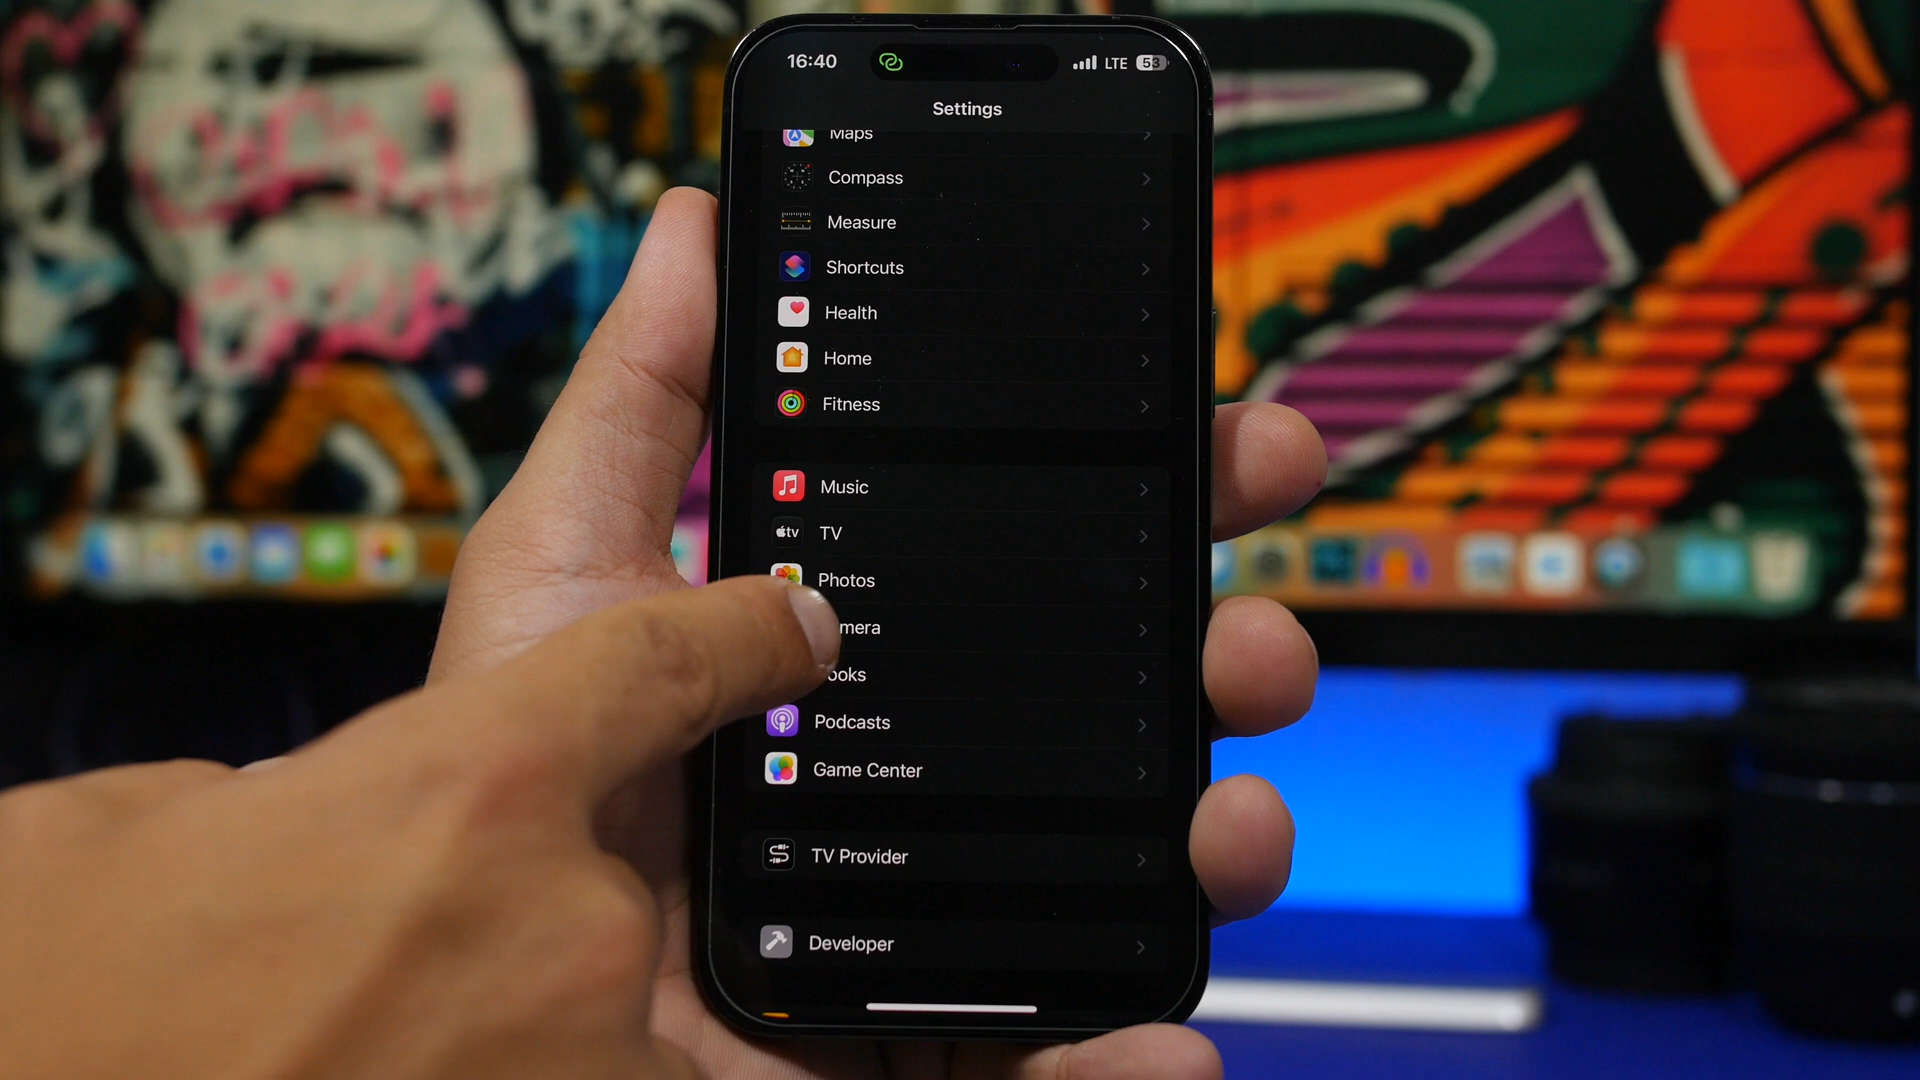 16:40 LTE 53
Settings
Maps
Compass
Measure
Shortcuts
Health
Home
Fitness
Music
tv TV
Photos
mera
ooks
Podcasts
Game Center
TV Provider
Developer